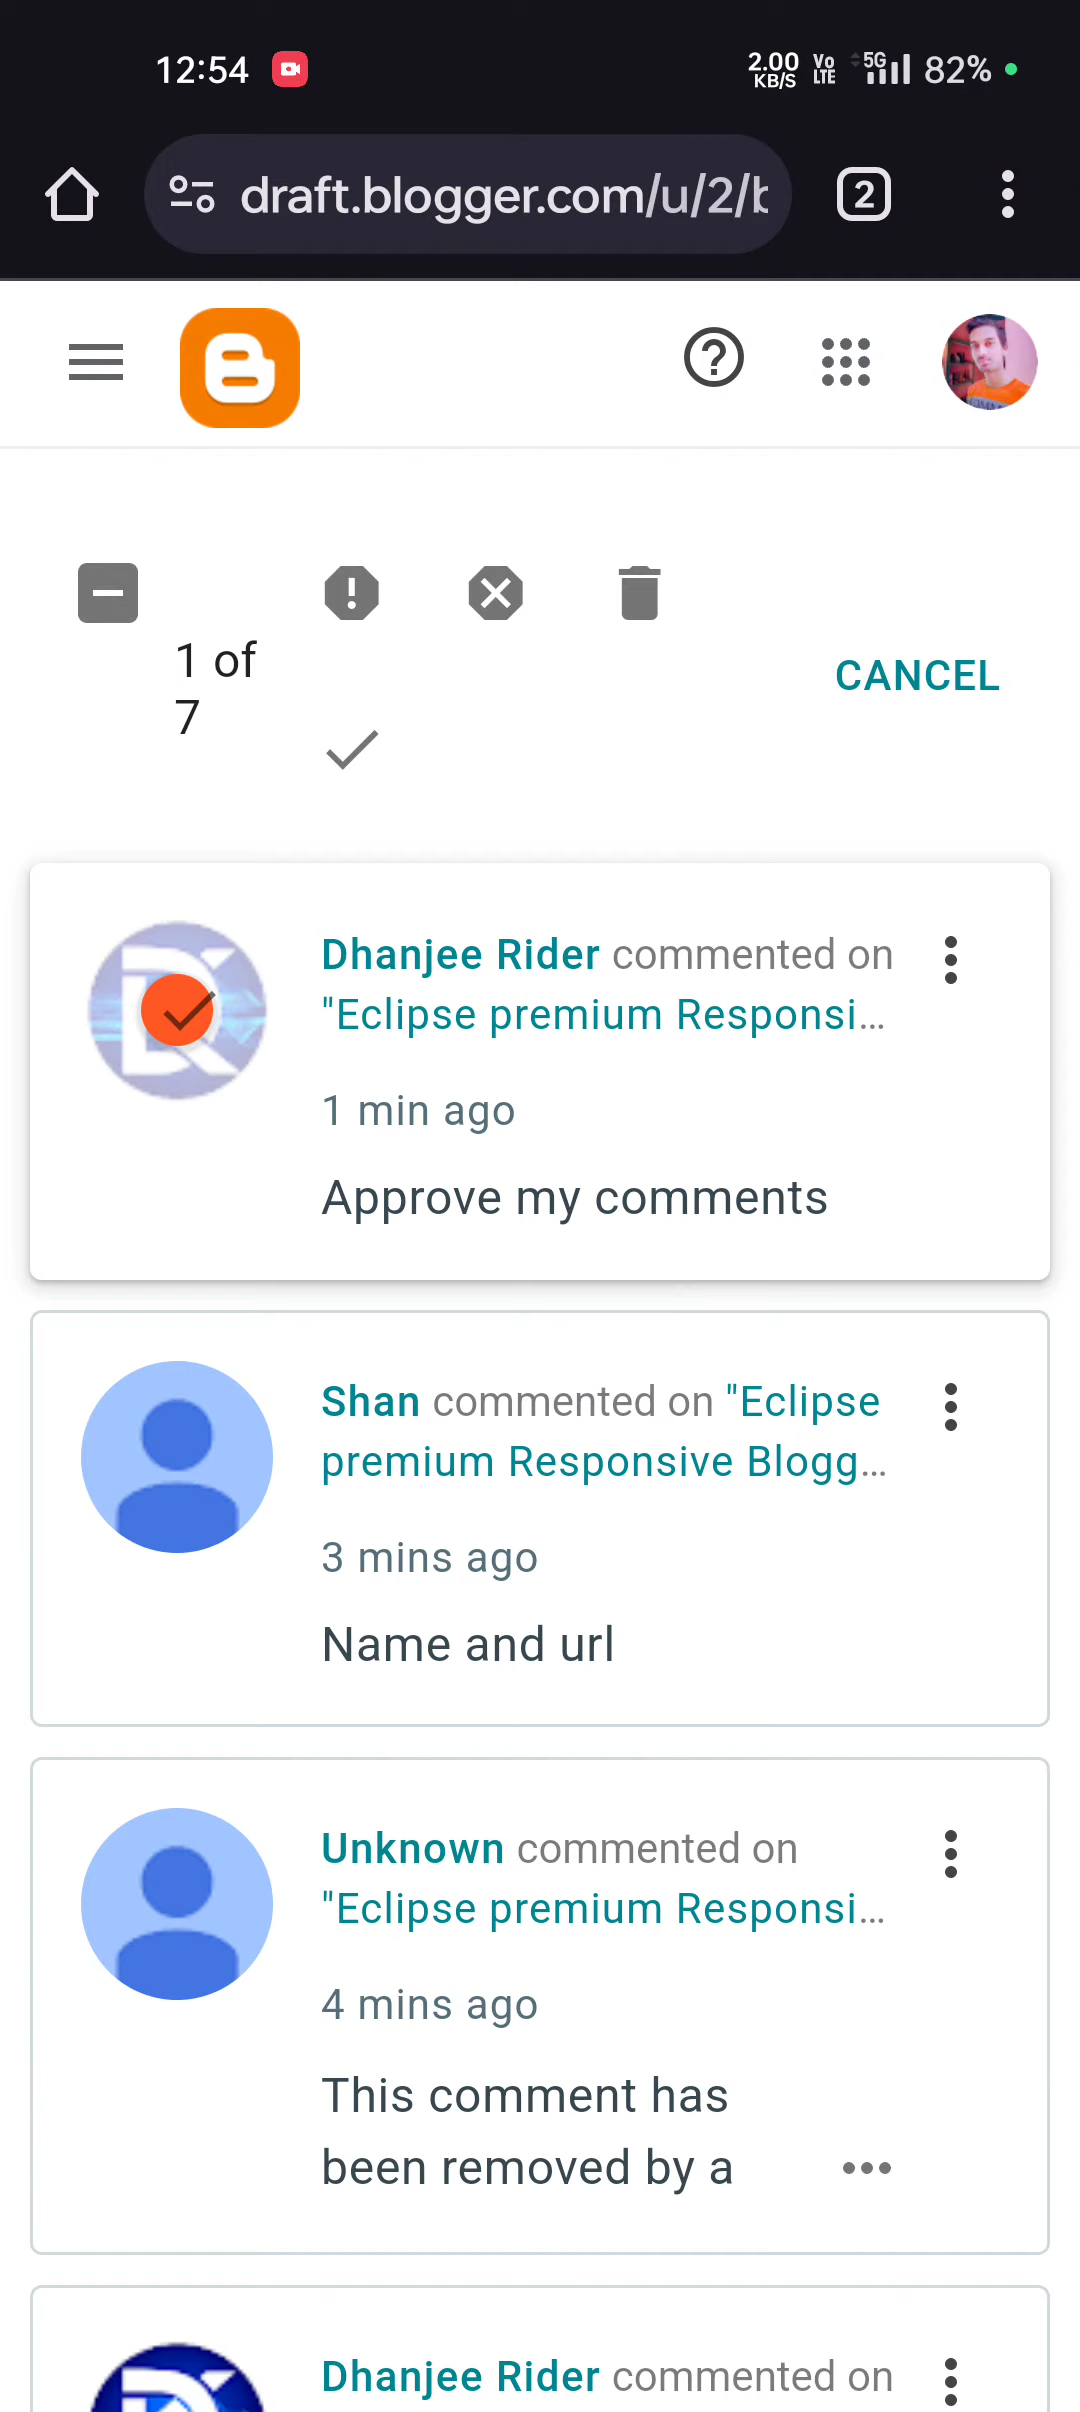 12:54
2.00 KB/S Vo LTE 5G 82%
draft.blogger.com/u/2/b
2
1 of
7
CANCEL
Dhanjee Rider commented on
"Eclipse premium Responsi...
1 min ago
Approve my comments
Shan commented on "Eclipse
premium Responsive Blogg...
3 mins ago
Name and url
Unknown commented on
"Eclipse premium Responsi...
4 mins ago
This comment has
been removed by a
Dhanjee Rider commented on